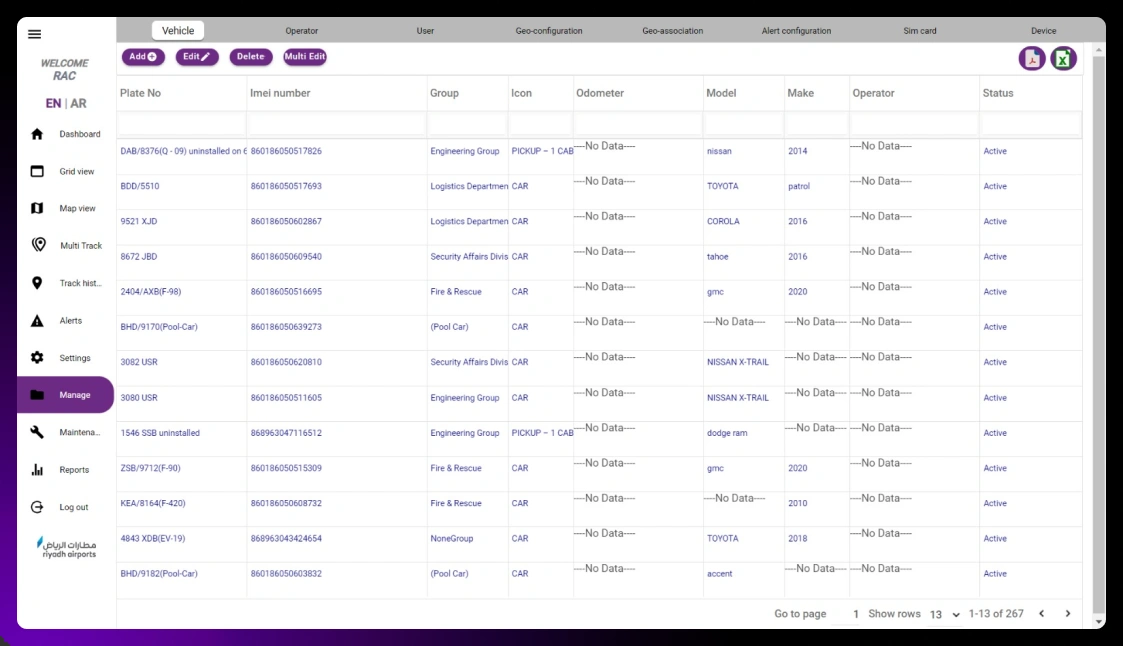 Vehicle Operator User Geo-configuration Geo-association Alert configuration Sim card Device
Add Edit Delete Multi Edit
WELCOME
RAC
EN | AR
Dashboard
Grid view
Map view
Multi Track
Track hist...
Alerts
Settings
Manage
Maintena...
Reports
Log out
مطارات الرياض
riyadh airports
Plate No Imei number Group Icon Odometer Model Make Operator Status
DAB/8376(Q - 09) uninstalled on 6 860186050517826 Engineering Group PICKUP – 1 CAB ----No Data---- nissan 2014 ----No Data---- Active
BDD/5510 860186050517693 Logistics Departmen CAR ----No Data---- TOYOTA patrol ----No Data---- Active
9521 XJD 860186050602867 Logistics Departmen CAR ----No Data---- COROLA 2016 ----No Data---- Active
8672 JBD 860186050609540 Security Affairs Divis CAR ----No Data---- tahoe 2016 ----No Data---- Active
2404/AXB(F-98) 860186050516695 Fire & Rescue CAR ----No Data---- gmc 2020 ----No Data---- Active
BHD/9170(Pool-Car) 860186050639273 (Pool Car) CAR ----No Data---- ----No Data---- ----No Data---- ----No Data---- Active
3082 USR 860186050620810 Security Affairs Divis CAR ----No Data---- NISSAN X-TRAIL ----No Data---- ----No Data---- Active
3080 USR 860186050511605 Engineering Group CAR ----No Data---- NISSAN X-TRAIL ----No Data---- ----No Data---- Active
1546 SSB uninstalled 868963047116512 Engineering Group PICKUP – 1 CAB ----No Data---- dodge ram ----No Data---- ----No Data---- Active
ZSB/9712(F-90) 860186050515309 Fire & Rescue CAR ----No Data---- gmc 2020 ----No Data---- Active
KEA/8164(F-420) 860186050608732 Fire & Rescue CAR ----No Data---- ----No Data---- 2010 ----No Data---- Active
4843 XDB(EV-19) 868963043424654 NoneGroup CAR ----No Data---- TOYOTA 2018 ----No Data---- Active
BHD/9182(Pool-Car) 860186050603832 (Pool Car) CAR ----No Data---- accent ----No Data---- ----No Data---- Active
Go to page 1 Show rows 13 1-13 of 267